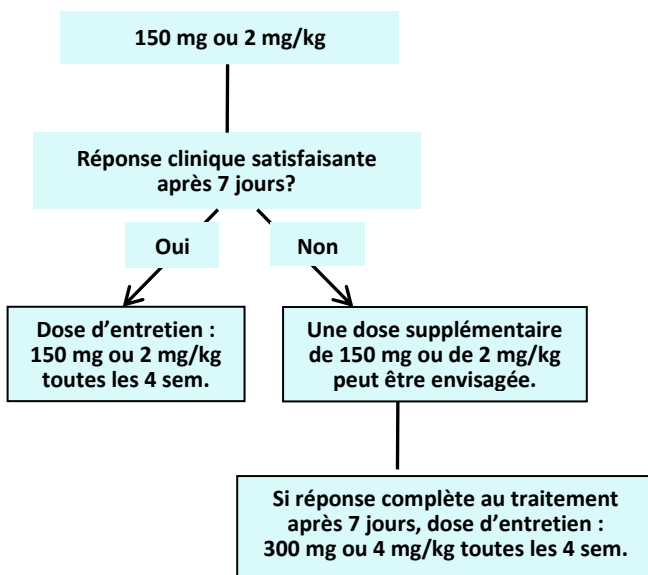 150 mg ou 2 mg/kg
Réponse clinique satisfaisante
après 7 jours?
Oui
Non
Dose d’entretien :
150 mg ou 2 mg/kg
toutes les 4 sem.
Une dose supplémentaire
de 150 mg ou de 2 mg/kg
peut être envisagée.
Si réponse complète au traitement
après 7 jours, dose d’entretien :
300 mg ou 4 mg/kg toutes les 4 sem.